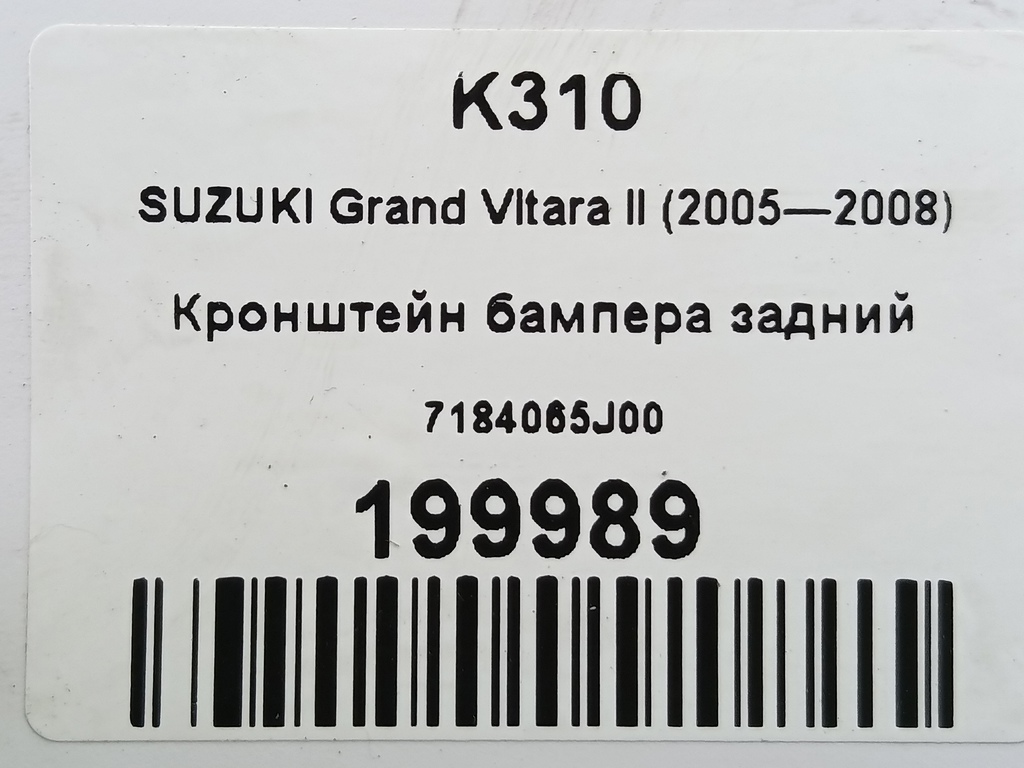 K310
SUZUKI Grand Vitara II (2005—2008)
Кронштейн бампера задний
7184065J00
199989